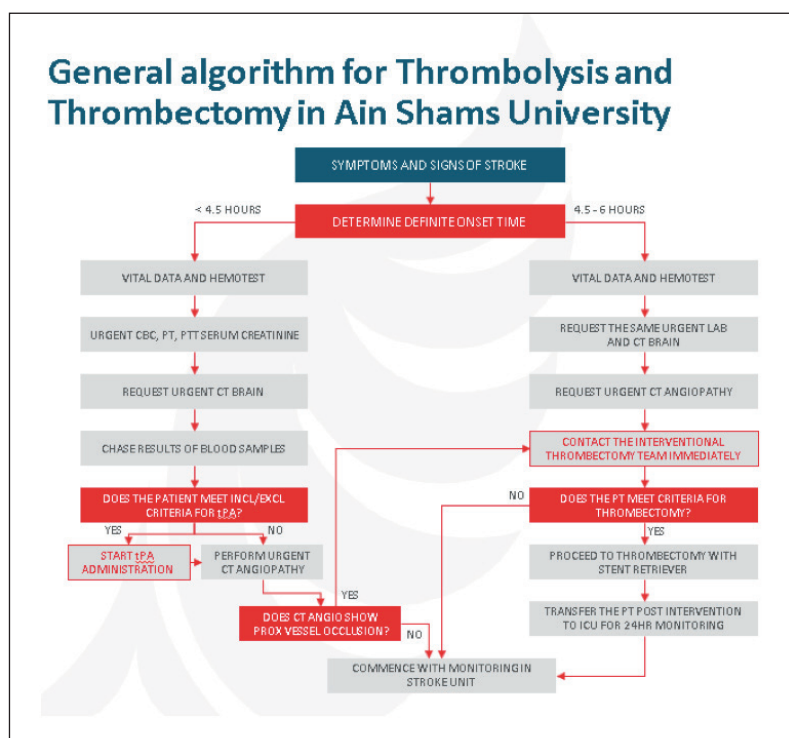 General algorithm for Thrombolysis and
Thrombectomy in Ain Shams University
SYMPTOMS AND SIGNS OF STROKE
< 4.5 HOURS
DETERMINE DEFINITE ONSET TIME
4.5 - 6 HOURS
VITAL DATA AND HEMOTEST
URGENT CBC, PT, PTT SERUM CREATININE
REQUEST URGENT CT BRAIN
CHASE RESULTS OF BLOOD SAMPLES
DOES THE PATIENT MEET INCL/EXCL
CRITERIA FOR tPA?
YES
NO
START tPA
ADMINISTRATION
PERFORM URGENT
CT ANGIOPATHY
DOES CT ANGIO SHOW
PROX VESSEL OCCLUSION?
YES
NO
VITAL DATA AND HEMOTEST
REQUEST THE SAME URGENT LAB
AND CT BRAIN
REQUEST URGENT CT ANGIOPATHY
CONTACT THE INTERVENTIONAL
THROMBECTOMY TEAM IMMEDIATELY
NO
DOES THE PT MEET CRITERIA FOR
THROMBECTOMY?
YES
PROCEED TO THROMBECTOMY WITH
STENT RETRIEVER
TRANSFER THE PT POST INTERVENTION
TO ICU FOR 24HR MONITORING
COMMENCE WITH MONITORING IN
STROKE UNIT